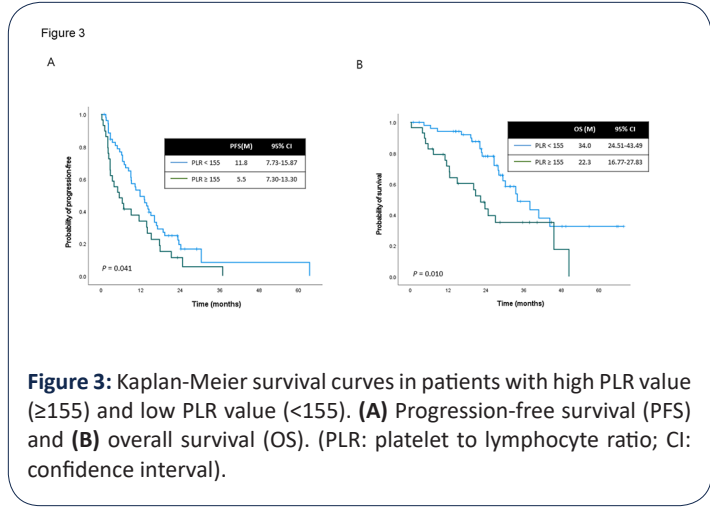 Figure 3
A
B
PFS(M) 95% CI
PLR < 155 11.8 7.73-15.87
PLR ≥ 155 5.5 7.30-13.30
OS (M) 95% CI
PLR < 155 34.0 24.51-43.49
PLR ≥ 155 22.3 16.77-27.83
Probability of progression-free
1.0
0.8
0.6
0.4
0.2
0.0
P = 0.041
0 12 24 36 48 60
Time (months)
Probability of survival
1.0
0.8
0.6
0.4
0.2
0.0
P = 0.010
0 12 24 36 48 60
Time (months)
Figure 3: Kaplan-Meier survival curves in patients with high PLR value
(≥155) and low PLR value (<155). (A) Progression-free survival (PFS)
and (B) overall survival (OS). (PLR: platelet to lymphocyte ratio; CI:
confidence interval).